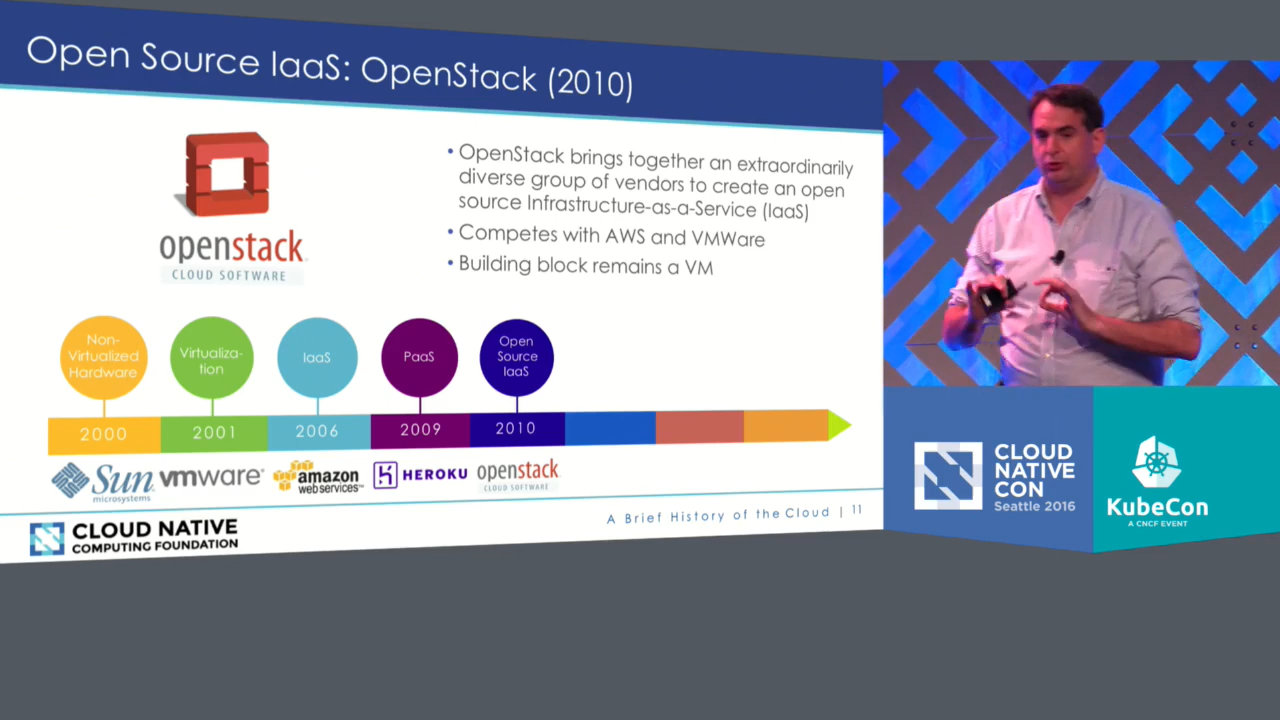 Open Source IaaS: OpenStack (2010)
openstack
CLOUD SOFTWARE
• OpenStack brings together an extraordinarily
diverse group of vendors to create an open
source Infrastructure-as-a-Service (IaaS)
• Competes with AWS and VMWare
• Building block remains a VM
Non-
Virtualized
Hardware
Virtualiza-
tion
IaaS
PaaS
Open
Source
IaaS
2000
2001
2006
2009
2010
Sun
microsystems
vmware®
amazon
web services™
HEROKU
openstack
CLOUD SOFTWARE
CLOUD NATIVE
COMPUTING FOUNDATION
A Brief History of the Cloud | 11
CLOUD
NATIVE
CON
Seattle 2016
KubeCon
A CNCF EVENT